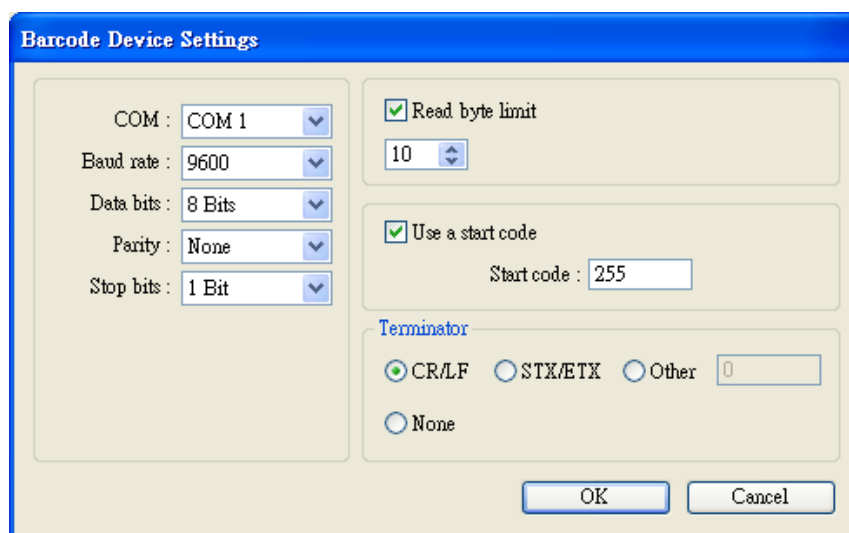 Barcode Device Settings
COM : COM 1
Baud rate : 9600
Data bits : 8 Bits
Parity : None
Stop bits : 1 Bit
Read byte limit
10
Use a start code
Start code : 255
Terminator
CR/LF STX/ETX Other 0
None
OK Cancel